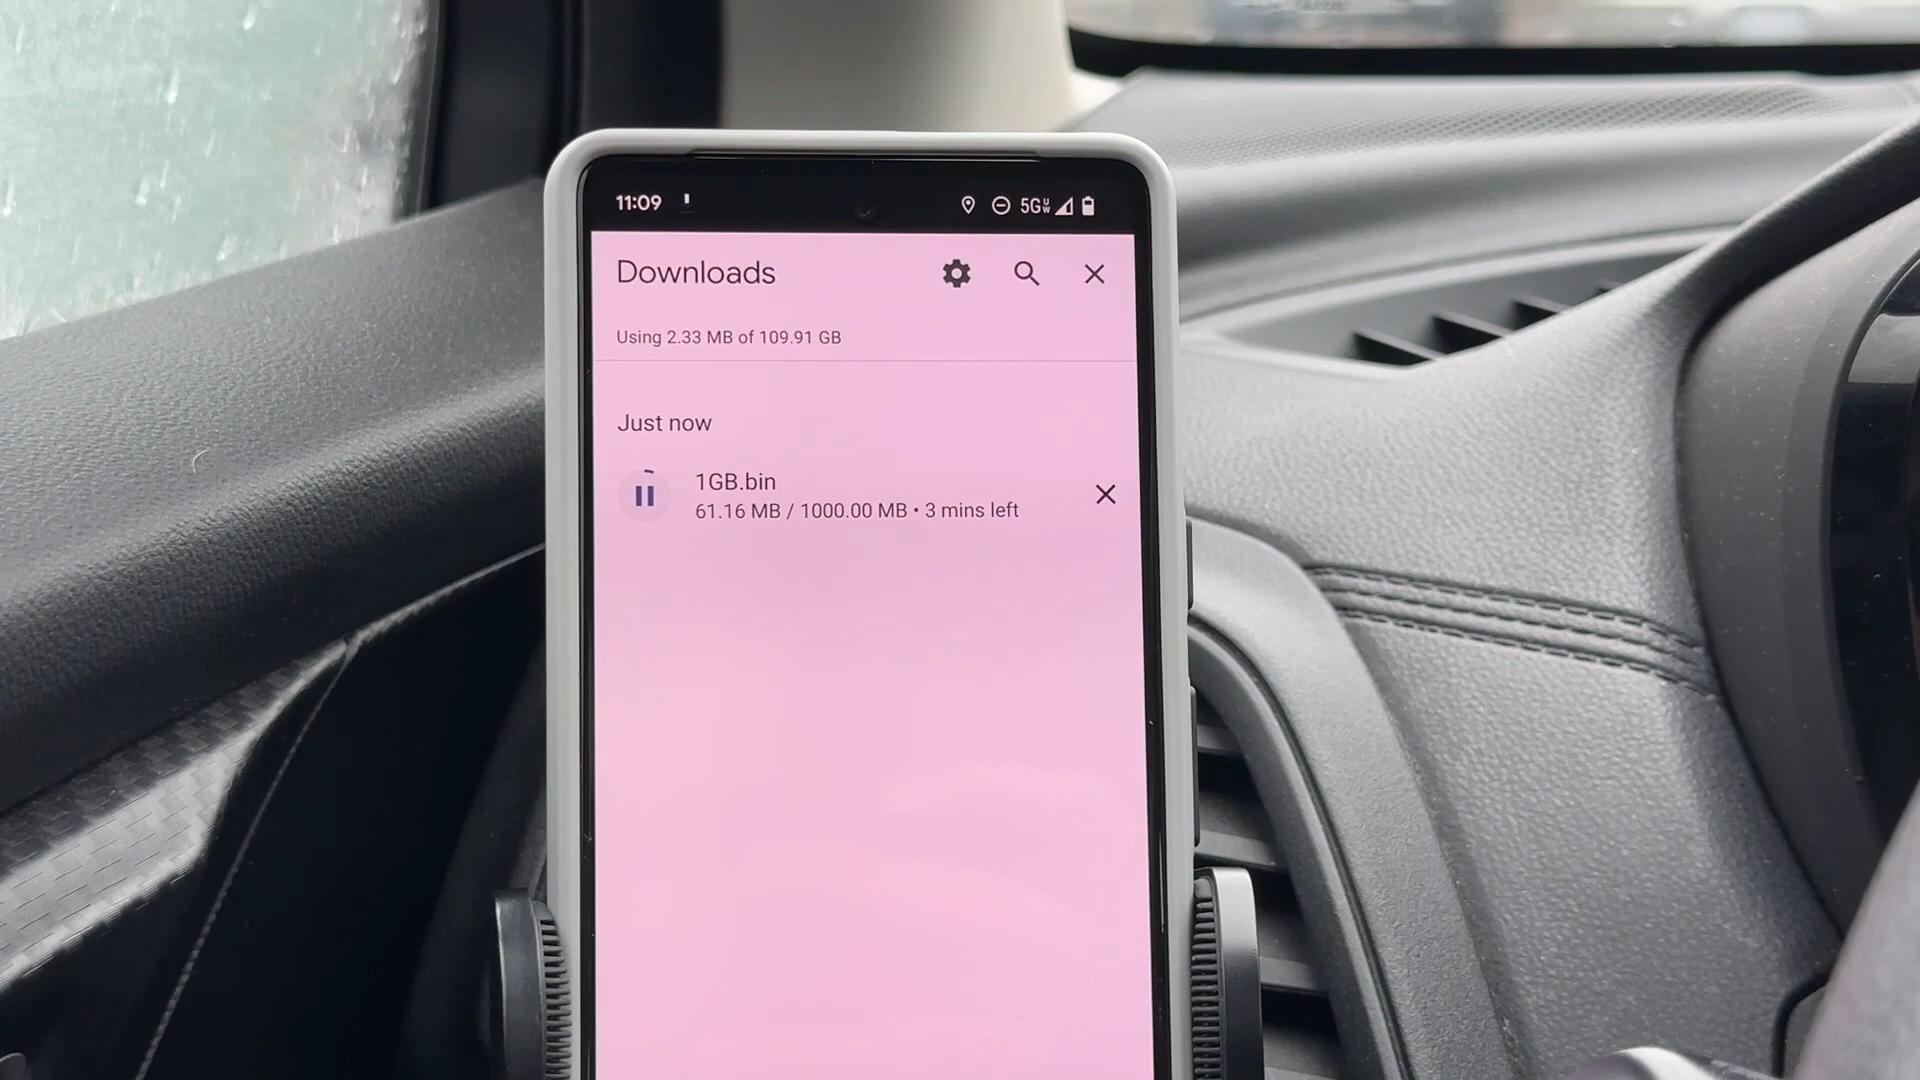 11:09 5G UW
Downloads
Using 2.33 MB of 109.91 GB
Just now
1GB.bin
61.16 MB / 1000.00 MB • 3 mins left